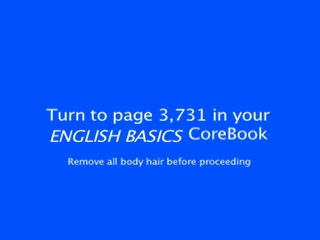 Turn to page 3,731 in your
ENGLISH BASICS CoreBook
Remove all body hair before proceeding